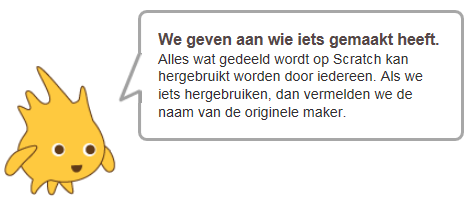 We geven aan wie iets gemaakt heeft.
Alles wat gedeeld wordt op Scratch kan
hergebruikt worden door iedereen. Als we
iets hergebruiken, dan vermelden we de
naam van de originele maker.